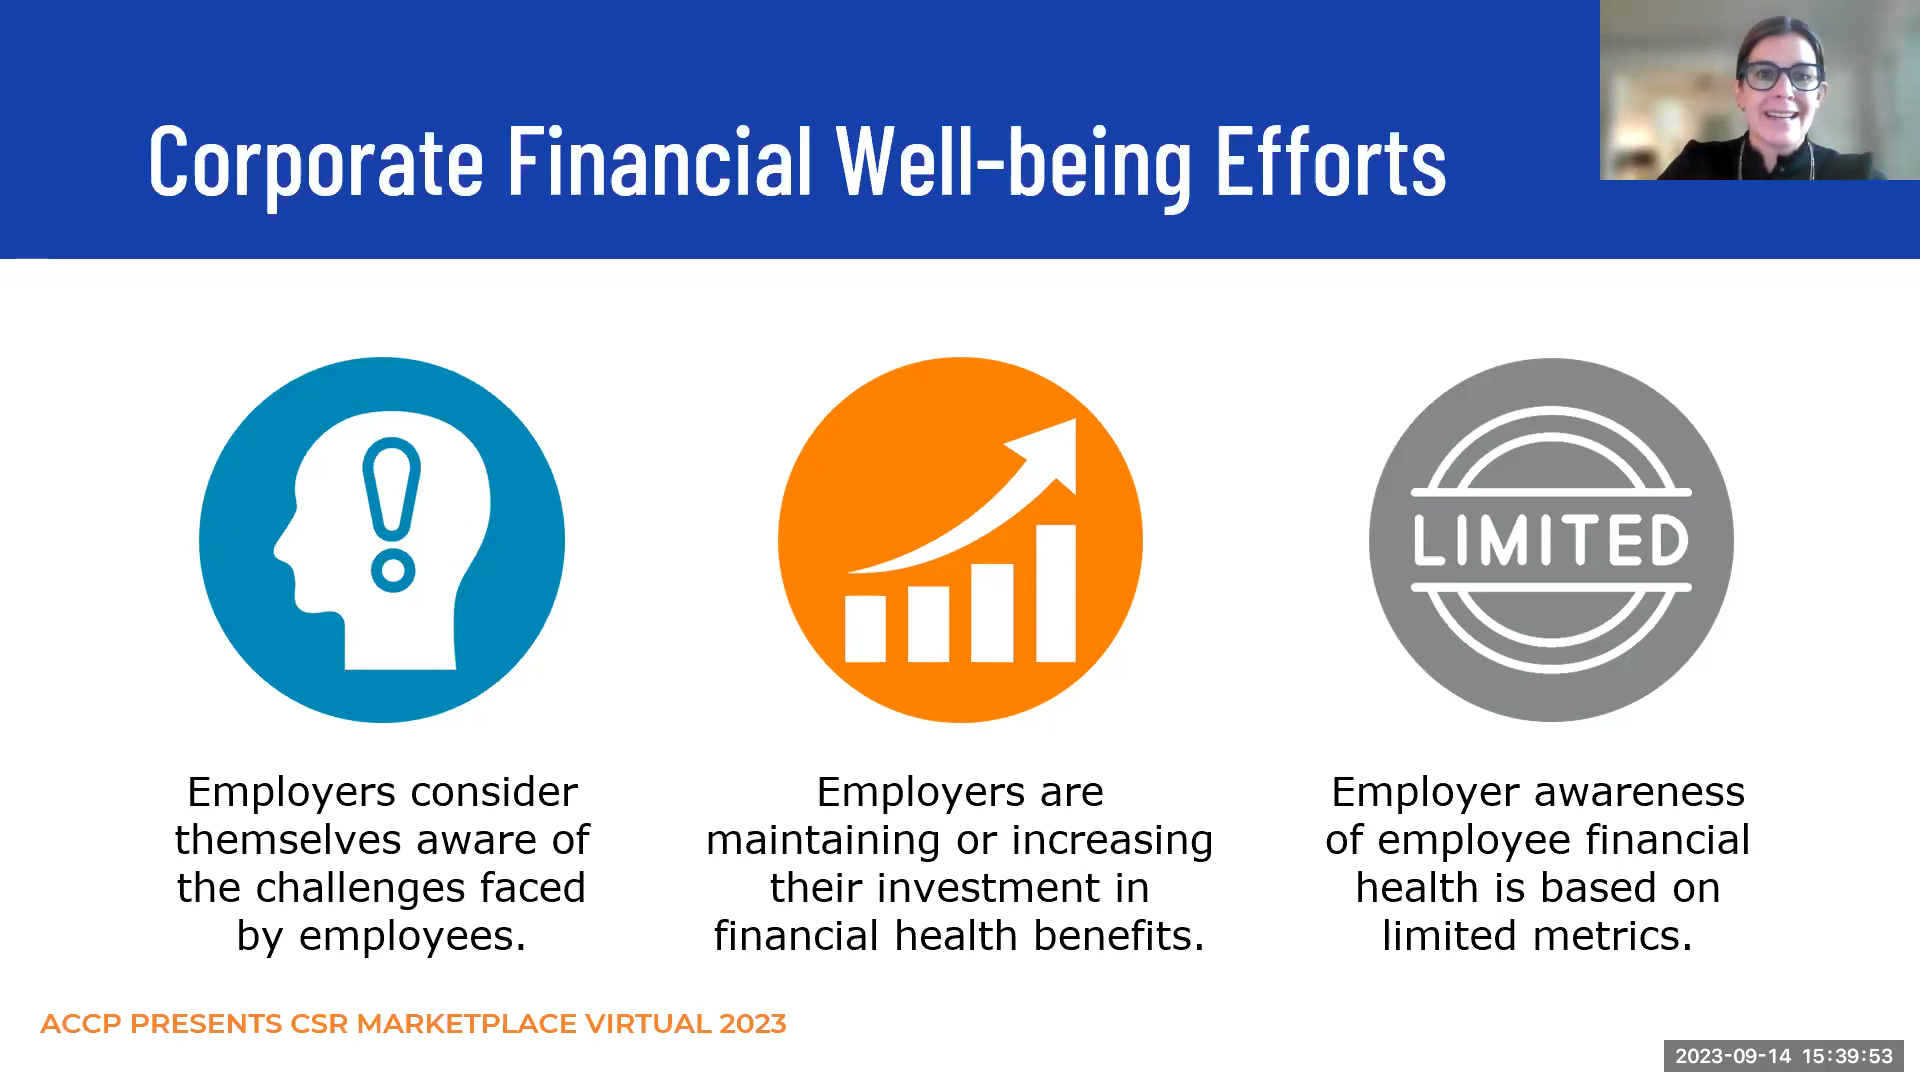 Corporate Financial Well-being Efforts
LIMITED
Employers consider
themselves aware of
the challenges faced
by employees.
Employers are
maintaining or increasing
their investment in
financial health benefits.
Employer awareness
of employee financial
health is based on
limited metrics.
ACCP PRESENTS CSR MARKETPLACE VIRTUAL 2023
2023-09-14 15:39:53